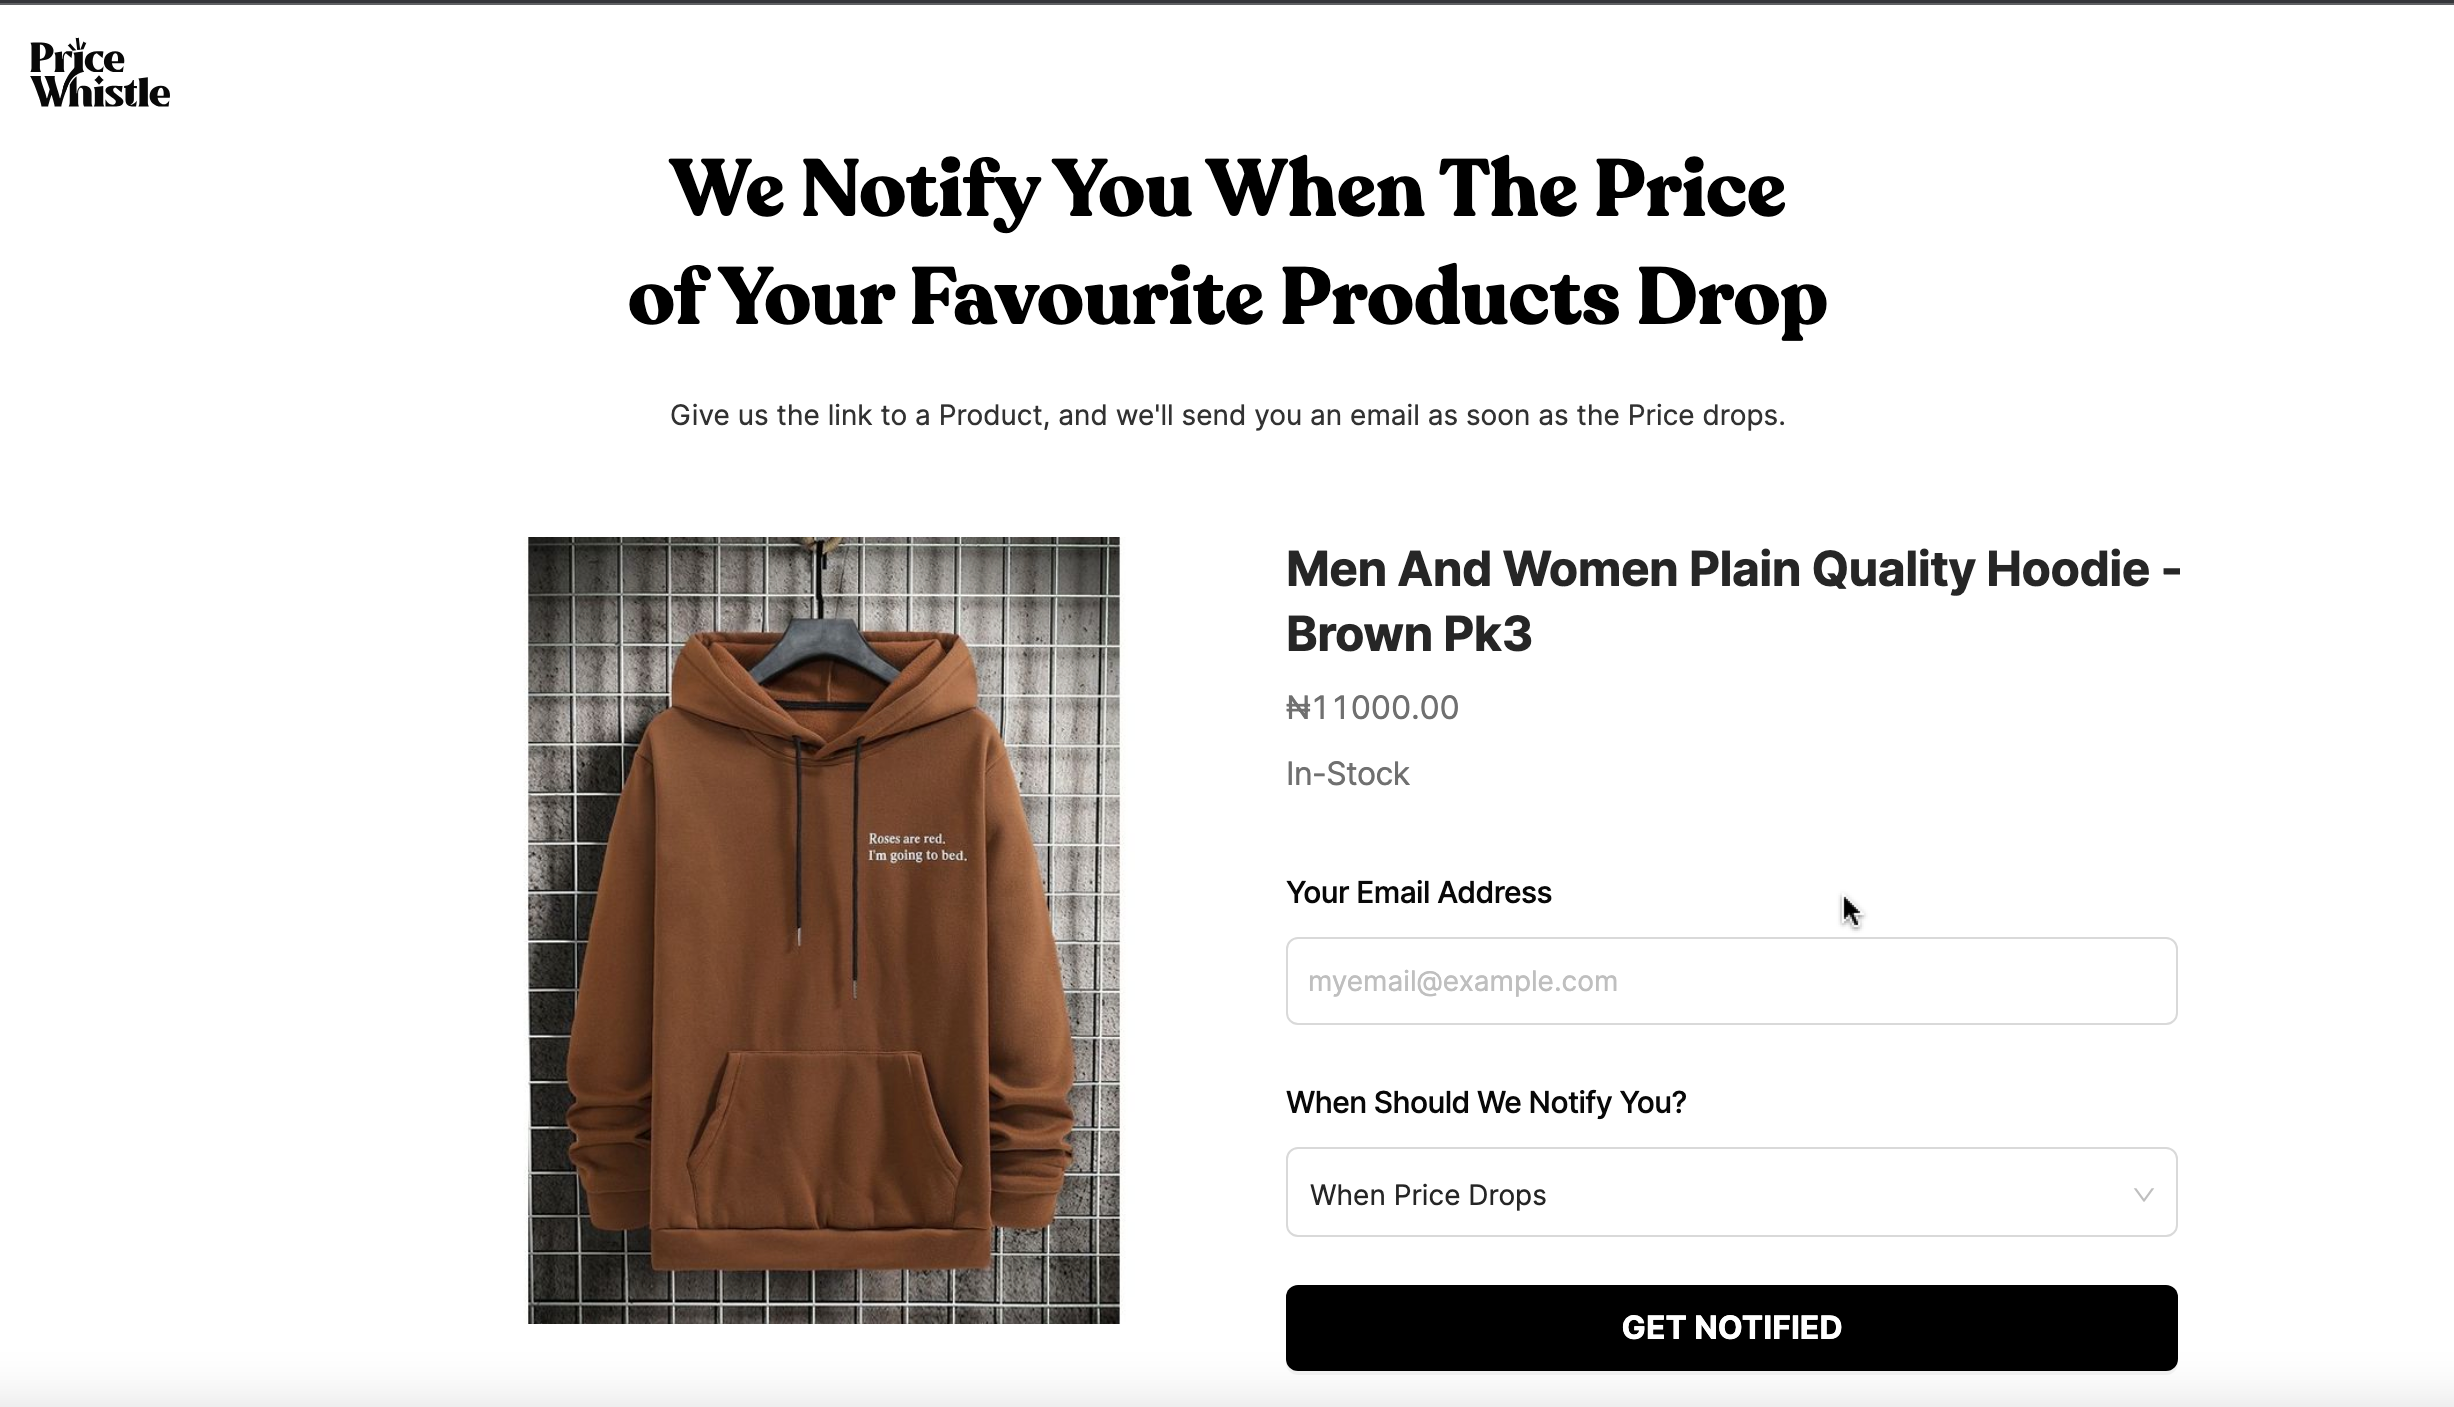 Price
Whistle
We Notify You When The Price
of Your Favourite Products Drop
Give us the link to a Product, and we'll send you an email as soon as the Price drops.
Men And Women Plain Quality Hoodie -
Brown Pk3
₦11000.00
In-Stock
Roses are red.
I'm going to bed.
Your Email Address
myemail@example.com
When Should We Notify You?
When Price Drops
GET NOTIFIED